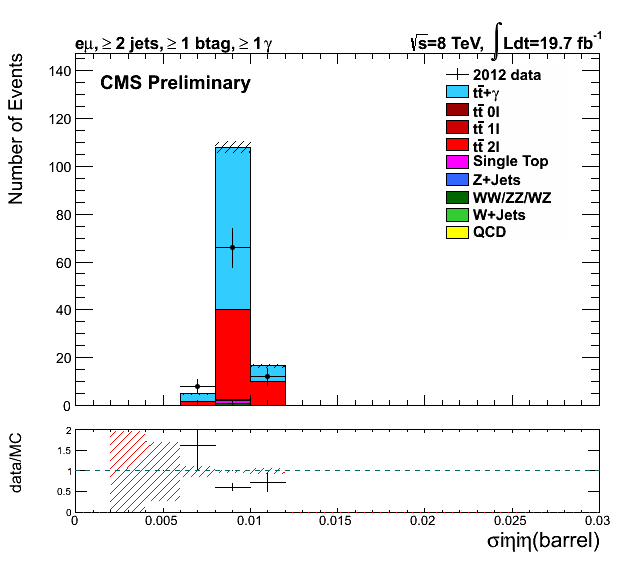 eμ, ≥ 2 jets, ≥ 1 btag, ≥ 1 γ
√s=8 TeV, ∫Ldt=19.7 fb⁻¹
CMS Preliminary
Number of Events
140
120
100
80
60
40
20
0
2012 data
tt̄+γ
tt̄ 0l
tt̄ 1l
tt̄ 2l
Single Top
Z+Jets
WW/ZZ/WZ
W+Jets
QCD
data/MC
2
1.5
1
0.5
0
0 0.005 0.01 0.015 0.02 0.025 0.03
σiηiη(barrel)